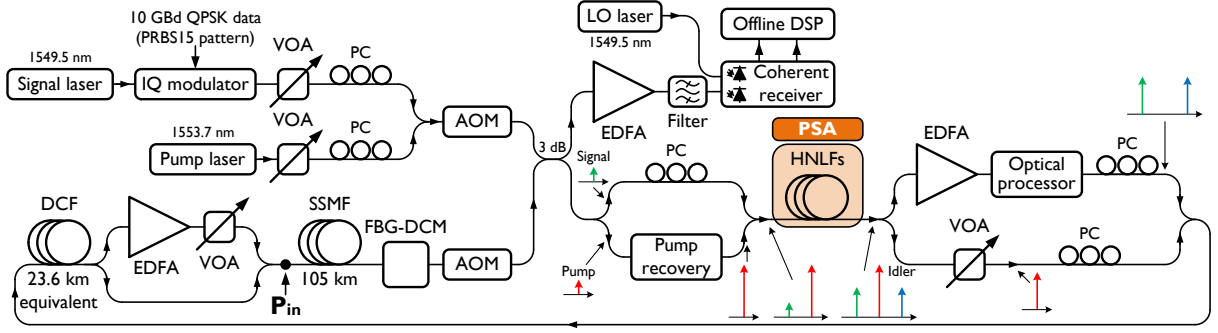 10 GBd QPSK data
(PRBS15 pattern)
1549.5 nm
Signal laser
IQ modulator
VOA
PC
1553.7 nm
Pump laser
VOA
PC
AOM
3 dB
LO laser
1549.5 nm
Offline DSP
EDFA
Filter
Coherent
receiver
Signal
PC
PSA
HNLFs
EDFA
Optical
processor
PC
DCF
23.6 km
equivalent
EDFA
VOA
Pin
SSMF
105 km
FBG-DCM
AOM
Pump
Pump
recovery
Idler
VOA
PC